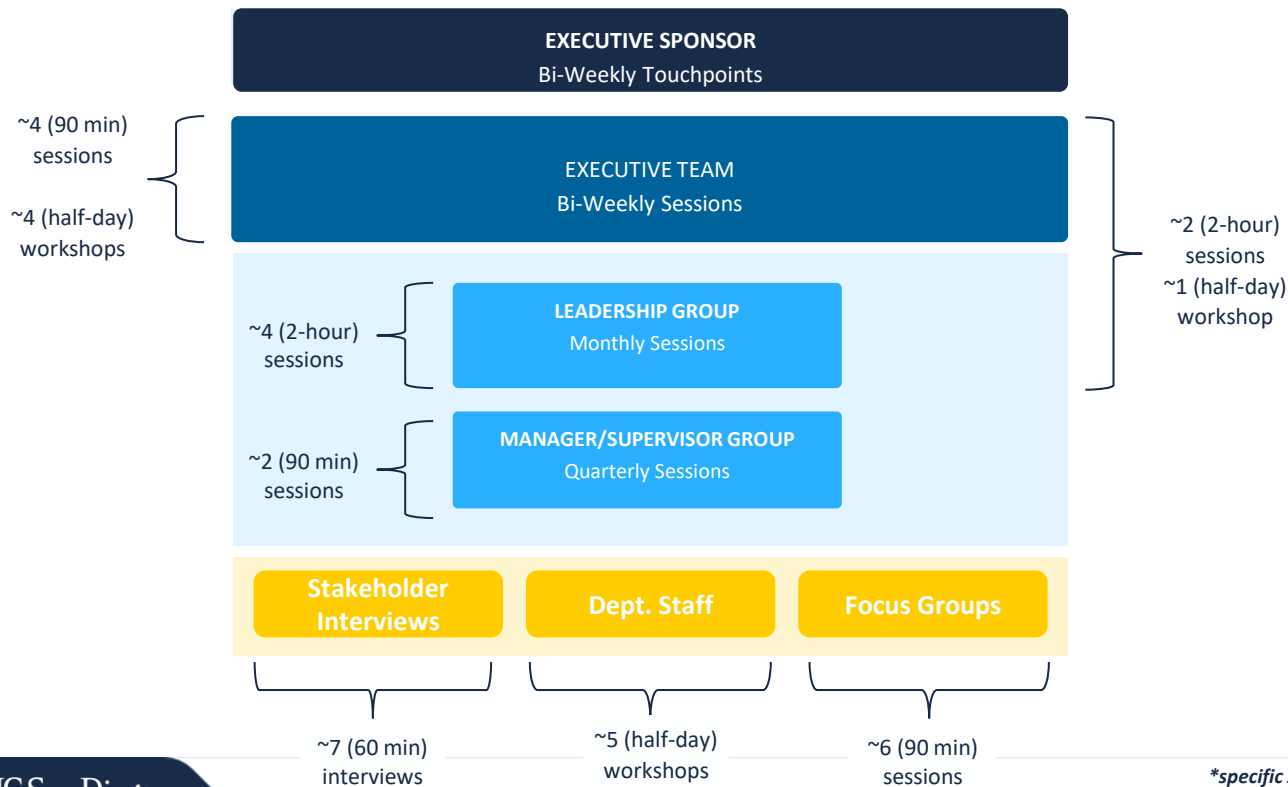 EXECUTIVE SPONSOR
Bi-Weekly Touchpoints
~4 (90 min)
sessions
~4 (half-day)
workshops
EXECUTIVE TEAM
Bi-Weekly Sessions
~2 (2-hour)
sessions
~1 (half-day)
workshop
~4 (2-hour)
sessions
LEADERSHIP GROUP
Monthly Sessions
~2 (90 min)
sessions
MANAGER/SUPERVISOR GROUP
Quarterly Sessions
Stakeholder
Interviews
Dept. Staff
Focus Groups
~7 (60 min)
interviews
~5 (half-day)
workshops
~6 (90 min)
sessions
*specific